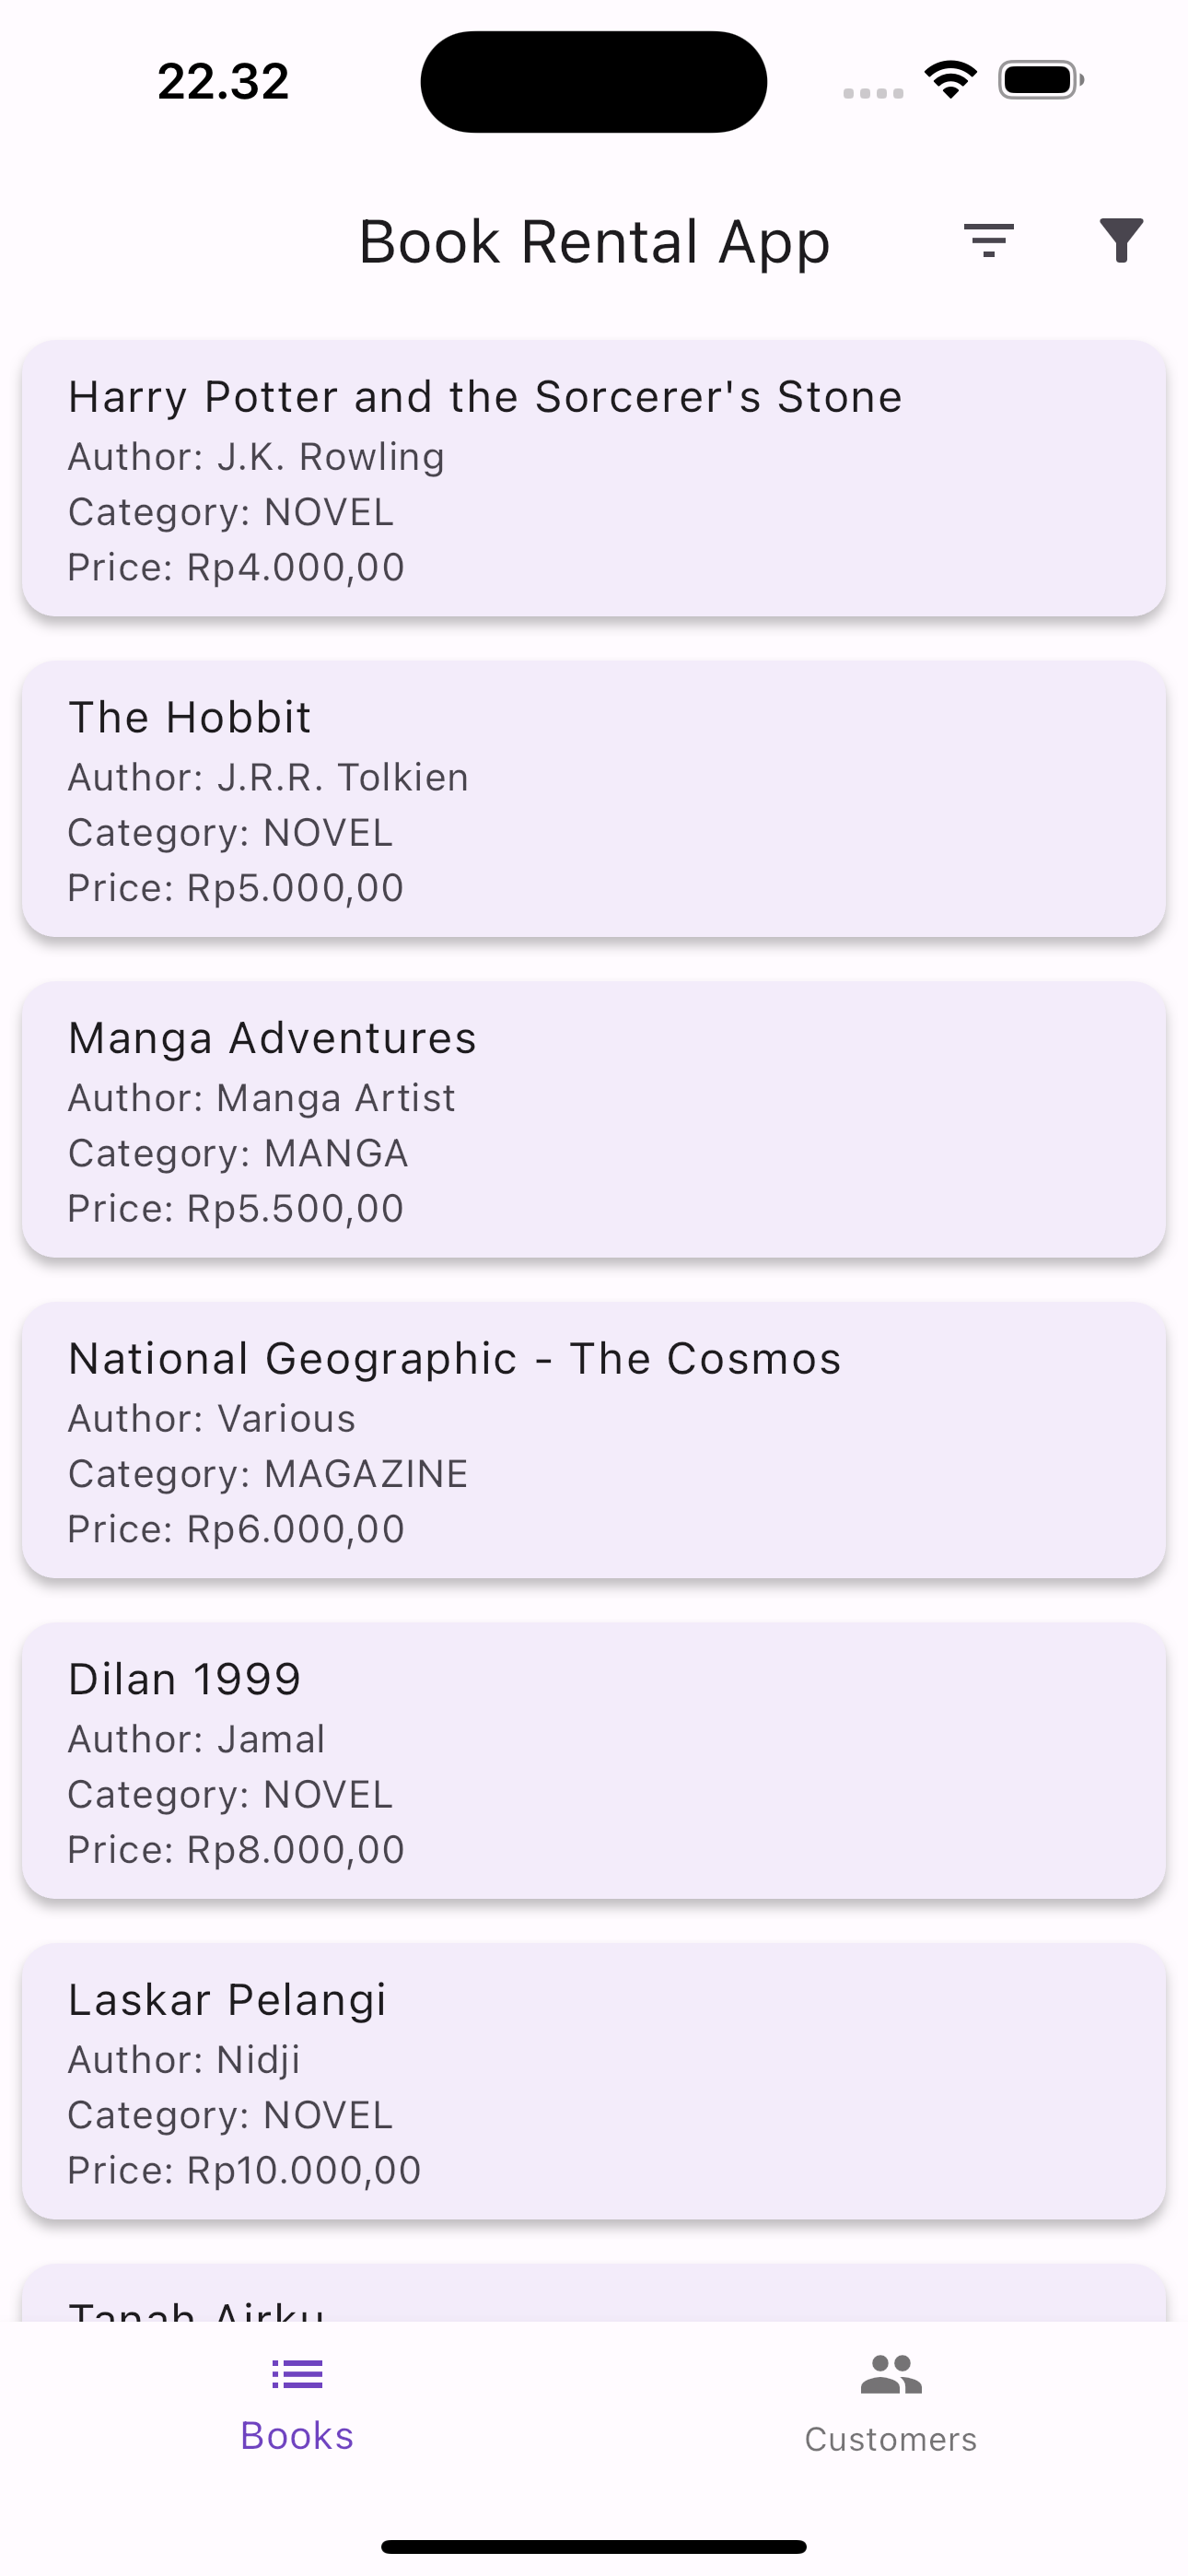 22.32
Book Rental App
Harry Potter and the Sorcerer's Stone
Author: J.K. Rowling
Category: NOVEL
Price: Rp4.000,00
The Hobbit
Author: J.R.R. Tolkien
Category: NOVEL
Price: Rp5.000,00
Manga Adventures
Author: Manga Artist
Category: MANGA
Price: Rp5.500,00
National Geographic - The Cosmos
Author: Various
Category: MAGAZINE
Price: Rp6.000,00
Dilan 1999
Author: Jamal
Category: NOVEL
Price: Rp8.000,00
Laskar Pelangi
Author: Nidji
Category: NOVEL
Price: Rp10.000,00
Tanah Airku
Books
Customers